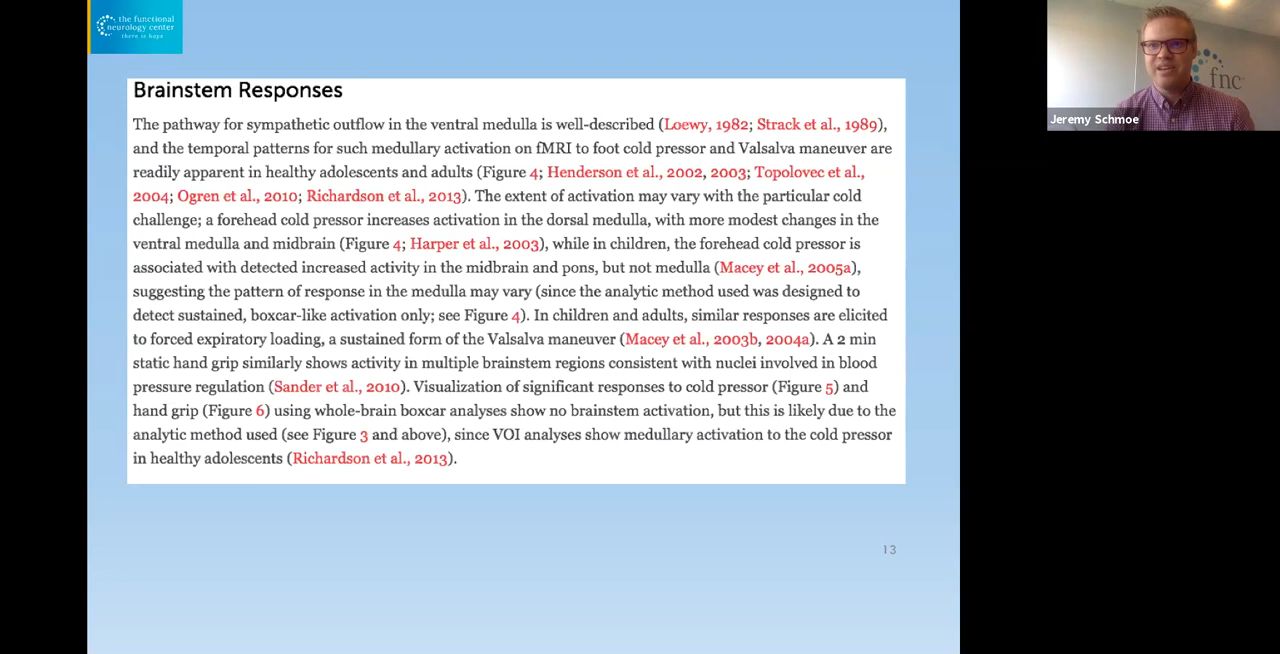 the functional
neurology center
there is hope
Brainstem Responses
The pathway for sympathetic outflow in the ventral medulla is well-described (Loewy, 1982; Strack et al., 1989),
and the temporal patterns for such medullary activation on fMRI to foot cold pressor and Valsalva maneuver are
readily apparent in healthy adolescents and adults (Figure 4; Henderson et al., 2002, 2003; Topolovec et al.,
2004; Ogren et al., 2010; Richardson et al., 2013). The extent of activation may vary with the particular cold
challenge; a forehead cold pressor increases activation in the dorsal medulla, with more modest changes in the
ventral medulla and midbrain (Figure 4; Harper et al., 2003), while in children, the forehead cold pressor is
associated with detected increased activity in the midbrain and pons, but not medulla (Macey et al., 2005a),
suggesting the pattern of response in the medulla may vary (since the analytic method used was designed to
detect sustained, boxcar-like activation only; see Figure 4). In children and adults, similar responses are elicited
to forced expiratory loading, a sustained form of the Valsalva maneuver (Macey et al., 2003b, 2004a). A 2 min
static hand grip similarly shows activity in multiple brainstem regions consistent with nuclei involved in blood
pressure regulation (Sander et al., 2010). Visualization of significant responses to cold pressor (Figure 5) and
hand grip (Figure 6) using whole-brain boxcar analyses show no brainstem activation, but this is likely due to the
analytic method used (see Figure 3 and above), since VOI analyses show medullary activation to the cold pressor
in healthy adolescents (Richardson et al., 2013).
13
fnc
Jeremy Schmoe